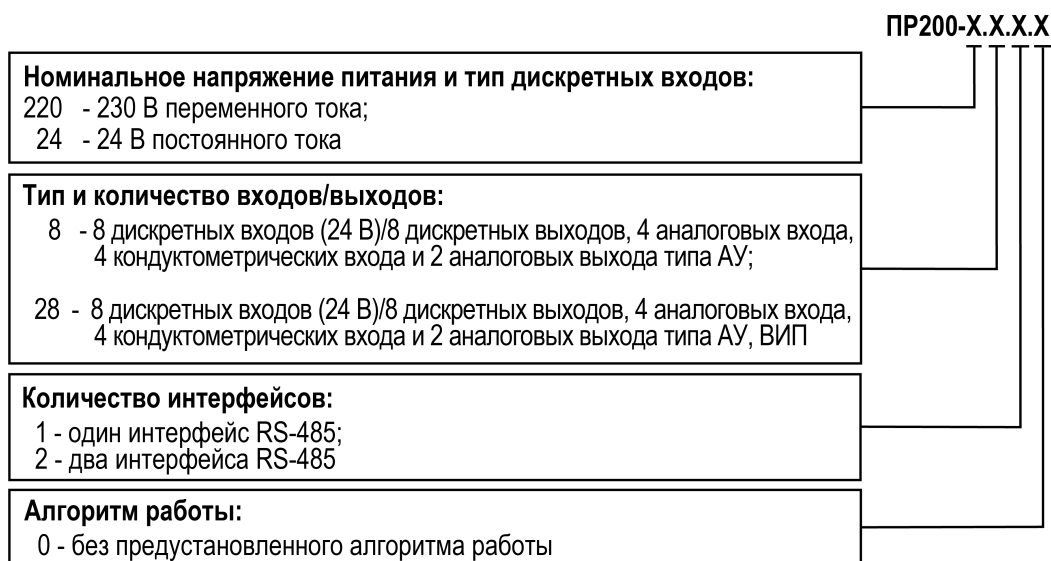 ПР200-Х.Х.Х.Х
Номинальное напряжение питания и тип дискретных входов:
220 - 230 В переменного тока;
24 - 24 В постоянного тока
Тип и количество входов/выходов:
8 - 8 дискретных входов (24 В)/8 дискретных выходов, 4 аналоговых входа,
4 кондуктометрических входа и 2 аналоговых выхода типа АУ;
28 - 8 дискретных входов (24 В)/8 дискретных выходов, 4 аналоговых входа,
4 кондуктометрических входа и 2 аналоговых выхода типа АУ, ВИП
Количество интерфейсов:
1 - один интерфейс RS-485;
2 - два интерфейса RS-485
Алгоритм работы:
0 - без предустановленного алгоритма работы